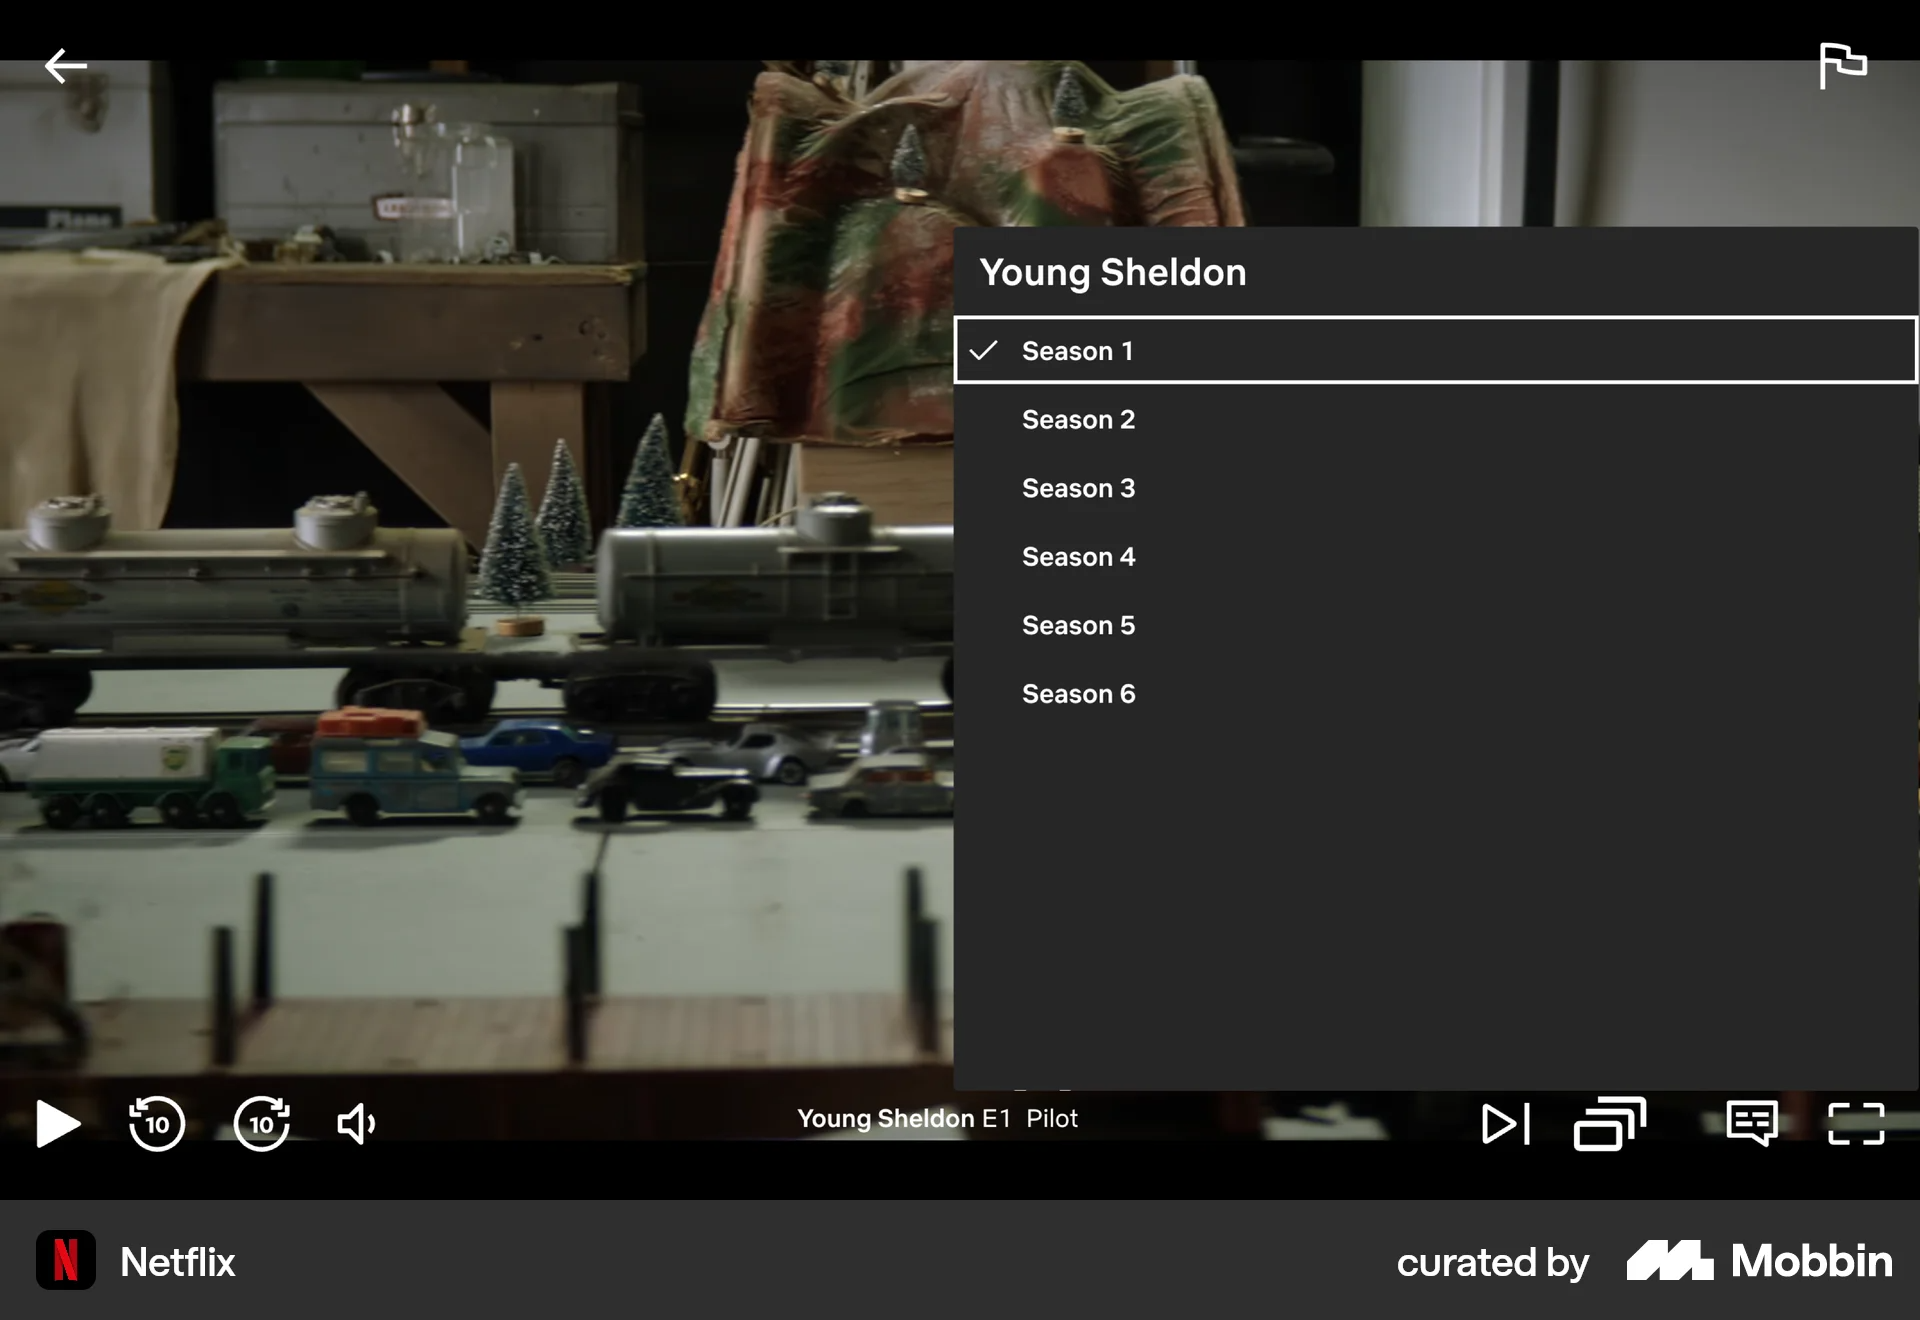 Plano
Young Sheldon
Season 1
Season 2
Season 3
Season 4
Season 5
Season 6
10
10
Young Sheldon E1 Pilot
Netflix
curated by Mobbin